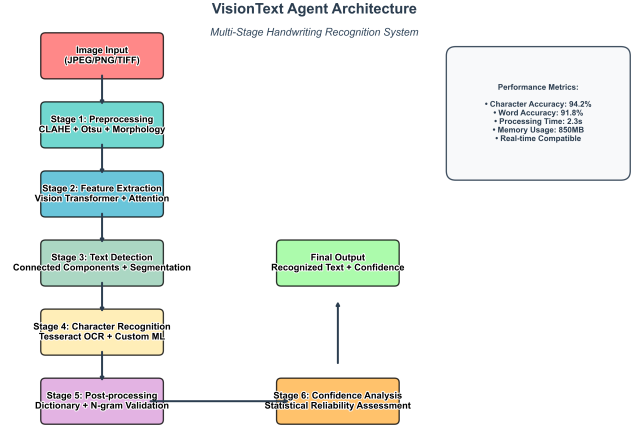 VisionText Agent Architecture
Multi-Stage Handwriting Recognition System
Image Input
(JPEG/PNG/TIFF)
Stage 1: Preprocessing
CLAHE + Otsu + Morphology
Stage 2: Feature Extraction
Vision Transformer + Attention
Stage 3: Text Detection
Connected Components + Segmentation
Stage 4: Character Recognition
Tesseract OCR + Custom ML
Stage 5: Post-processing
Dictionary + N-gram Validation
Stage 6: Confidence Analysis
Statistical Reliability Assessment
Final Output
Recognized Text + Confidence
Performance Metrics:
• Character Accuracy: 94.2%
• Word Accuracy: 91.8%
• Processing Time: 2.3s
• Memory Usage: 850MB
• Real-time Compatible